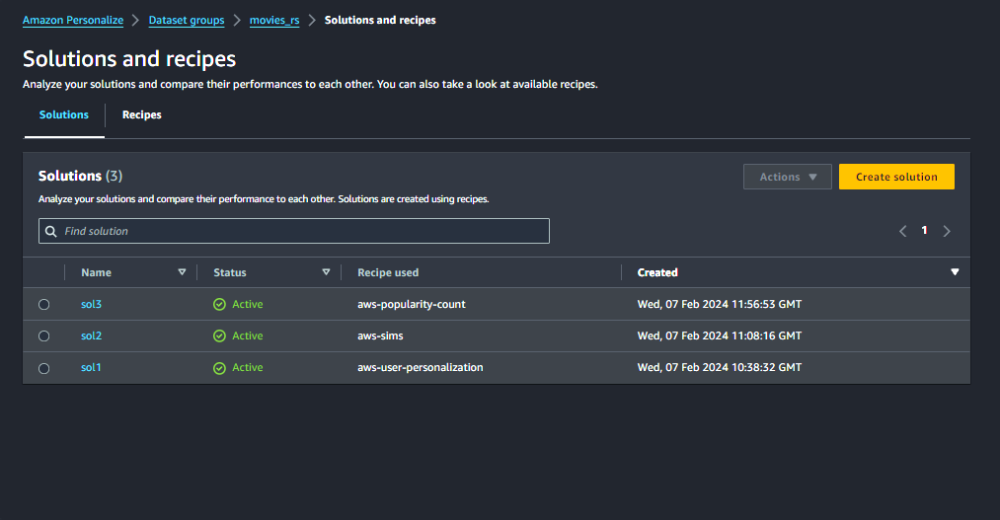 Amazon Personalize > Dataset groups > movies_rs > Solutions and recipes
Solutions and recipes
Analyze your solutions and compare their performances to each other. You can also take a look at available recipes.
Solutions Recipes
Solutions (3) Actions Create solution
Analyze your solutions and compare their performance to each other. Solutions are created using recipes.
Find solution 1
Name Status Recipe used Created
sol3 Active aws-popularity-count Wed, 07 Feb 2024 11:56:53 GMT
sol2 Active aws-sims Wed, 07 Feb 2024 11:08:16 GMT
sol1 Active aws-user-personalization Wed, 07 Feb 2024 10:38:32 GMT